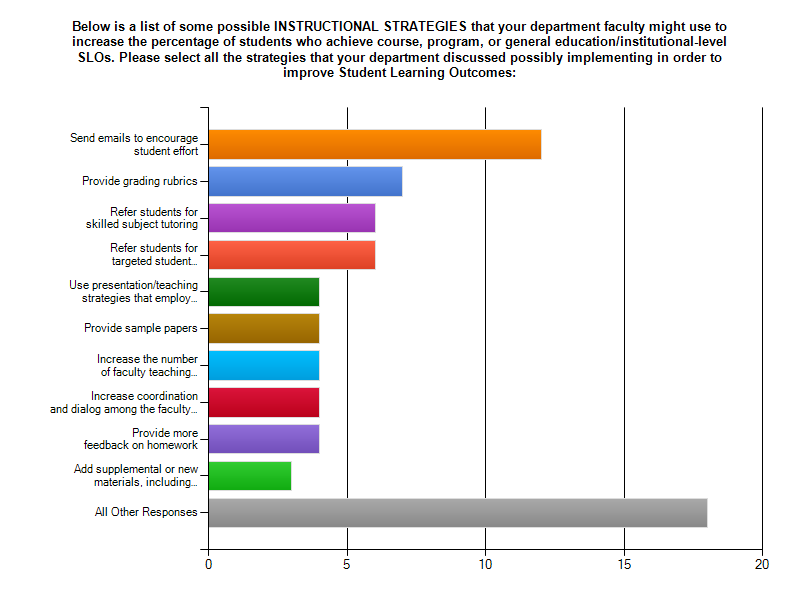 Below is a list of some possible INSTRUCTIONAL STRATEGIES that your department faculty might use to
increase the percentage of students who achieve course, program, or general education/institutional-level
SLOs. Please select all the strategies that your department discussed possibly implementing in order to
improve Student Learning Outcomes:
Send emails to encourage
student effort
Provide grading rubrics
Refer students for
skilled subject tutoring
Refer students for
targeted student...
Use presentation/teaching
strategies that employ...
Provide sample papers
Increase the number
of faculty teaching...
Increase coordination
and dialog among the faculty...
Provide more
feedback on homework
Add supplemental or new
materials, including...
All Other Responses
0 5 10 15 20